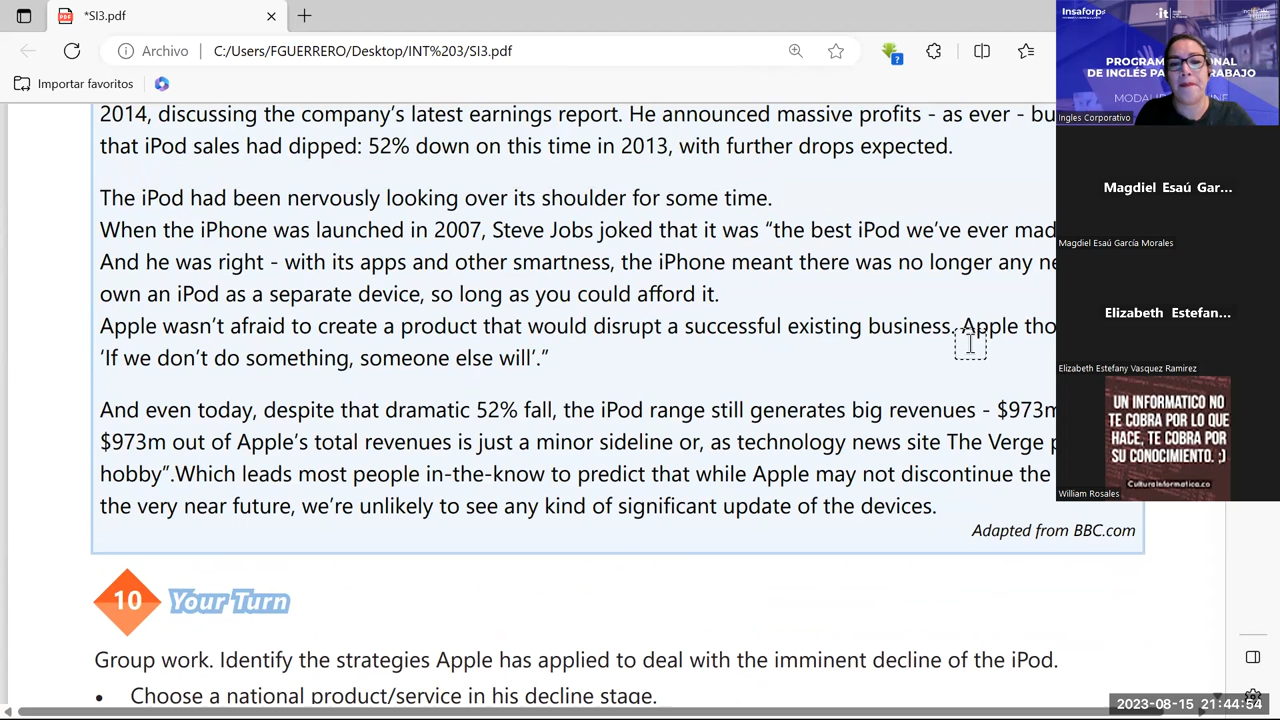 *SI3.pdf
Archivo C:/Users/FGUERRERO/Desktop/INT%203/SI3.pdf
Importar favoritos
2014, discussing the company's latest earnings report. He announced massive profits - as ever - bu
that iPod sales had dipped: 52% down on this time in 2013, with further drops expected.
The iPod had been nervously looking over its shoulder for some time.
When the iPhone was launched in 2007, Steve Jobs joked that it was “the best iPod we’ve ever mad
And he was right - with its apps and other smartness, the iPhone meant there was no longer any ne
own an iPod as a separate device, so long as you could afford it.
Apple wasn’t afraid to create a product that would disrupt a successful existing business. Apple tho
‘If we don’t do something, someone else will’.”
And even today, despite that dramatic 52% fall, the iPod range still generates big revenues - $973m
$973m out of Apple’s total revenues is just a minor sideline or, as technology news site The Verge p
hobby”.Which leads most people in-the-know to predict that while Apple may not discontinue the
the very near future, we’re unlikely to see any kind of significant update of the devices.
Adapted from BBC.com
10 Your Turn
Group work. Identify the strategies Apple has applied to deal with the imminent decline of the iPod.
• Choose a national product/service in his decline stage.
Insaforp
it
PROGRAM
NAL
DE INGLÉS PA
RABAJO
MODAL
Ingles Corporativo
Magdiel Esaú Gar...
Magdiel Esaú García Morales
Elizabeth Estefan...
Elizabeth Estefany Vasquez Ramirez
UN INFORMATICO NO
TE COBRA POR LO QUE
HACE, TE COBRA POR
SU CONOCIMIENTO. ;)
CulturaInformatica.co
William Rosales
2023-08-15 21:44:54